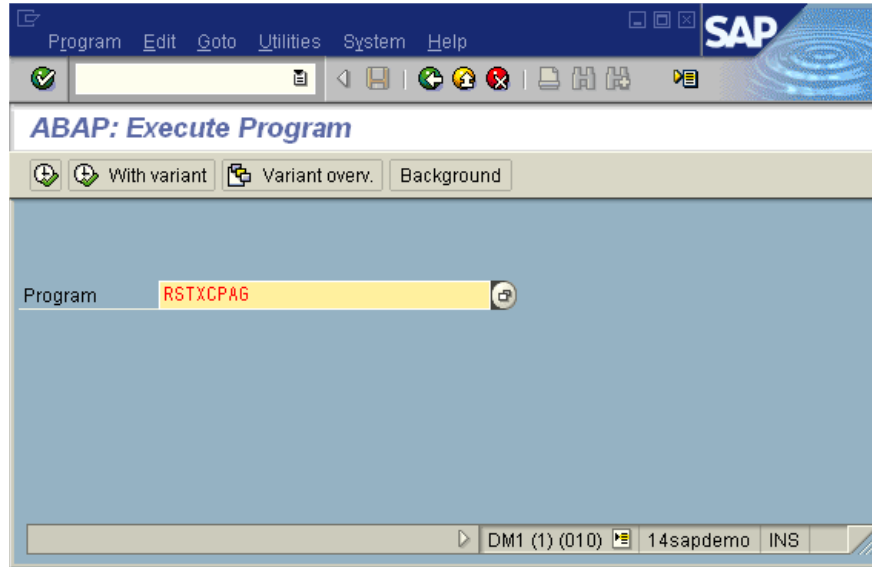 Program Edit Goto Utilities System Help
SAP
ABAP: Execute Program
With variant Variant overv. Background
Program RSTXCPAG
DM1 (1) (010) 14sapdemo INS